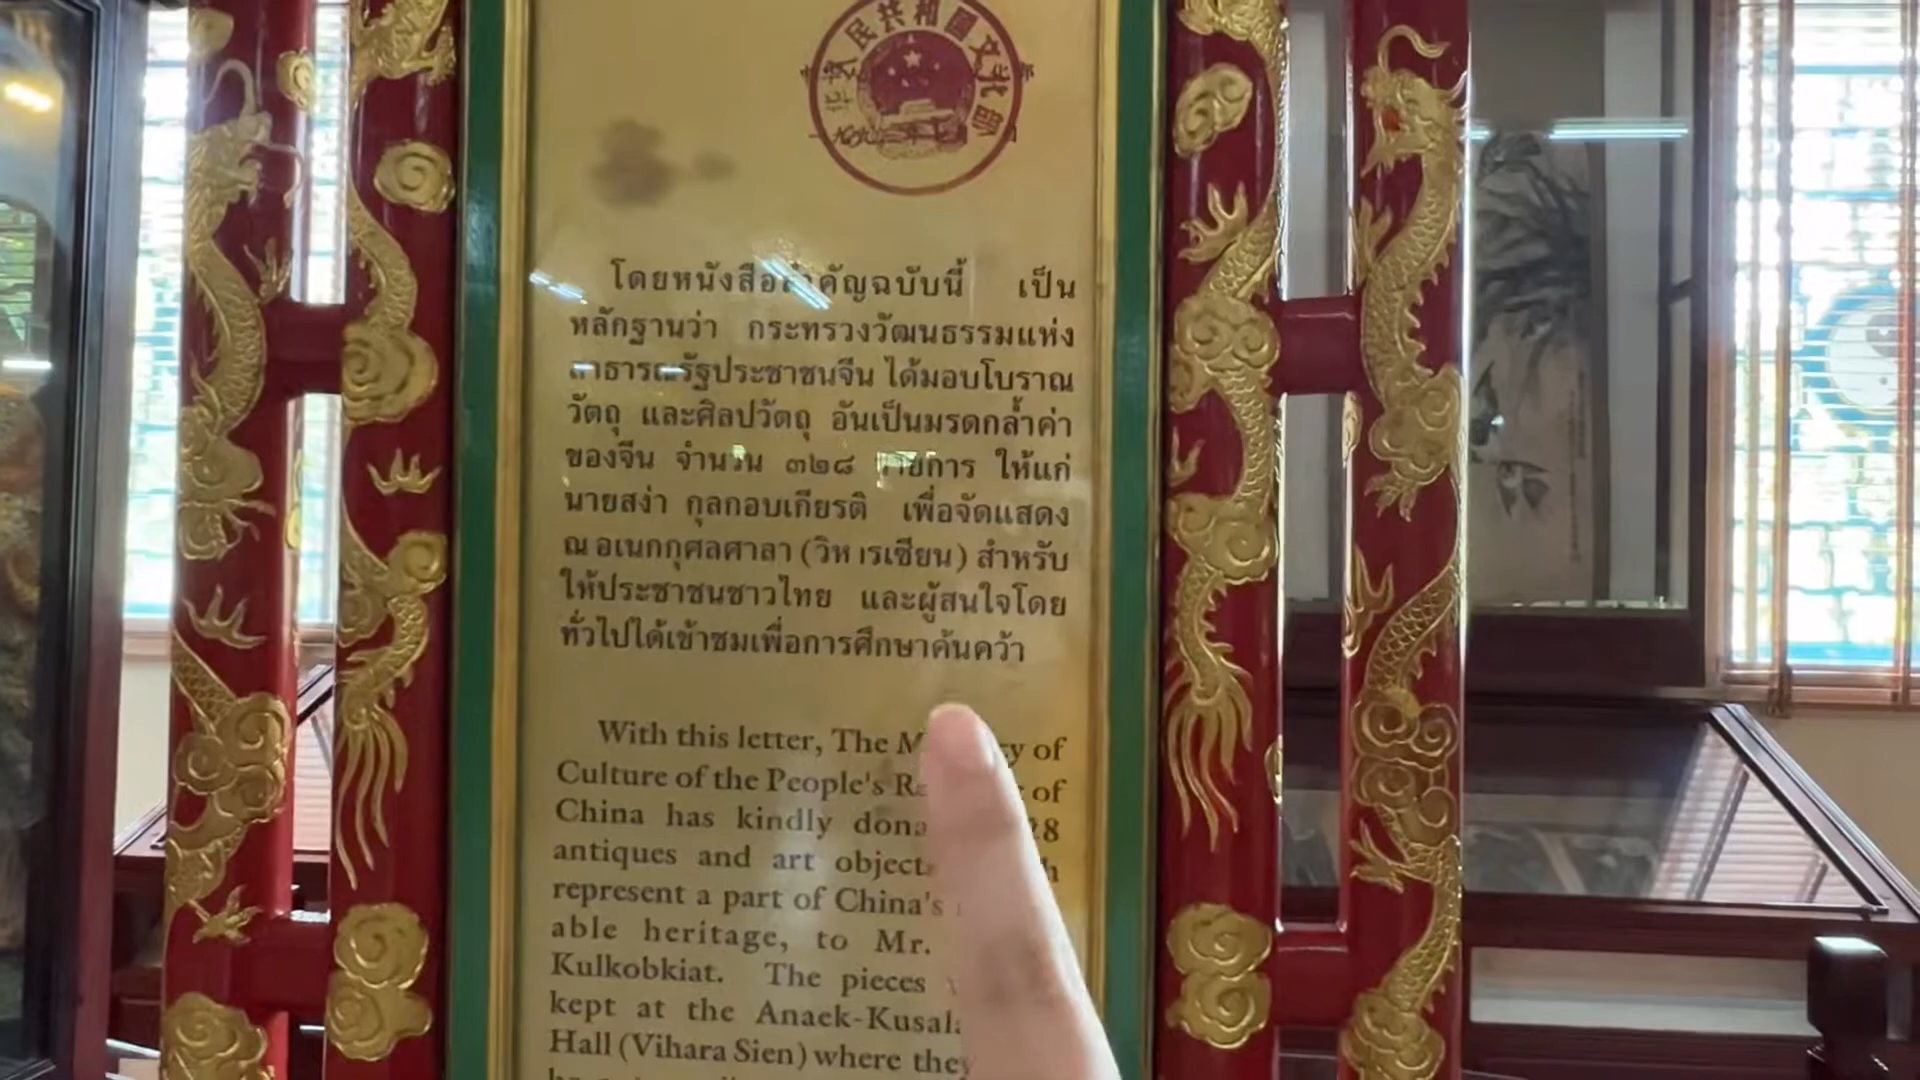 人民共和國文化部
โดยหนังสือสำคัญฉบับนี้ เป็น
หลักฐานว่า กระทรวงวัฒนธรรมแห่ง
สาธารณรัฐประชาชนจีน ได้มอบโบราณ
วัตถุ และศิลปวัตถุ อันเป็นมรดกล้ำค่า
ของจีน จำนวน ๓๒๘ รายการ ให้แก่
นายสง่า กุลกอบเกียรติ เพื่อจัดแสดง
ณ อเนกกุศลศาลา (วิหารเซียน) สำหรับ
ให้ประชาชนชาวไทย และผู้สนใจโดย
ทั่วไปได้เข้าชมเพื่อการศึกษาค้นคว้า
With this letter, The of
Culture of the People's of
China has kindly
antiques and art
represent a part of China's
able heritage, to Mr.
Kulkobkiat. The pieces
kept at the
Hall (Vihara Sien) where they